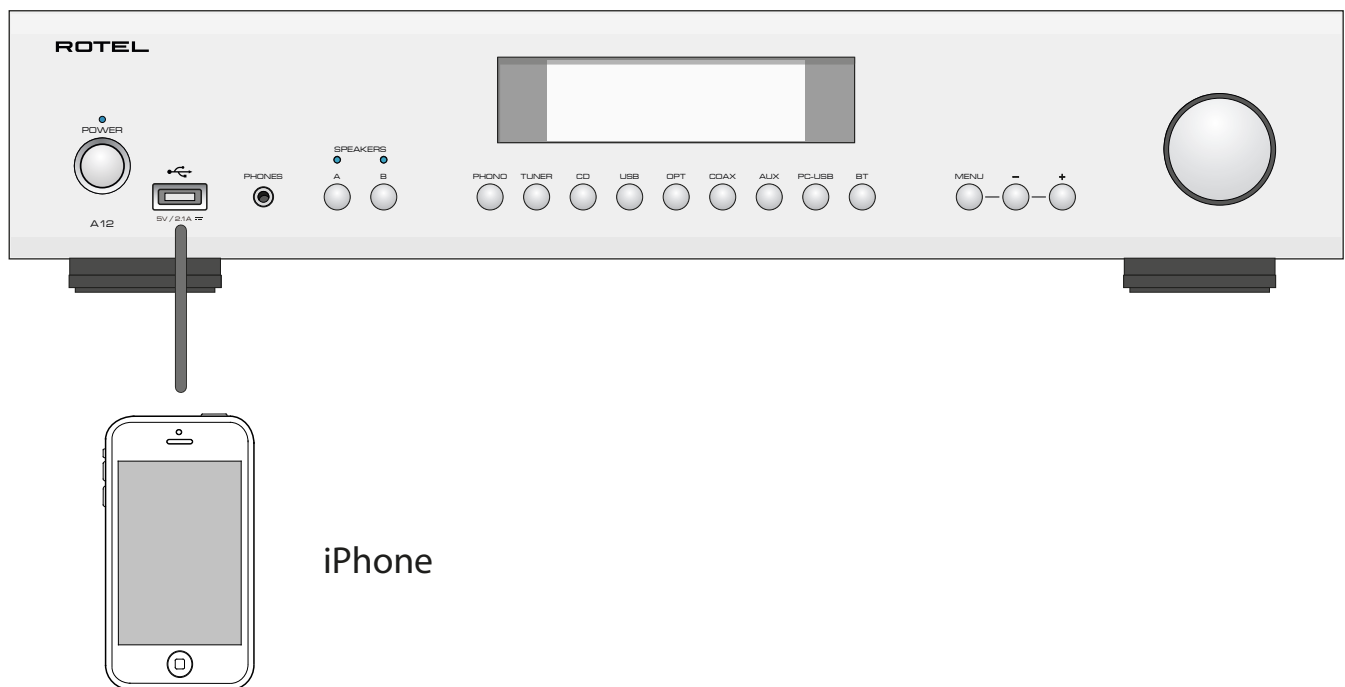 ROTEL
POWER
SPEAKERS
PHONES
A B
PHONO TUNER CD USB OPT COAX AUX PC-USB BT
MENU − +
5V / 2.1A ⎓
A12
iPhone